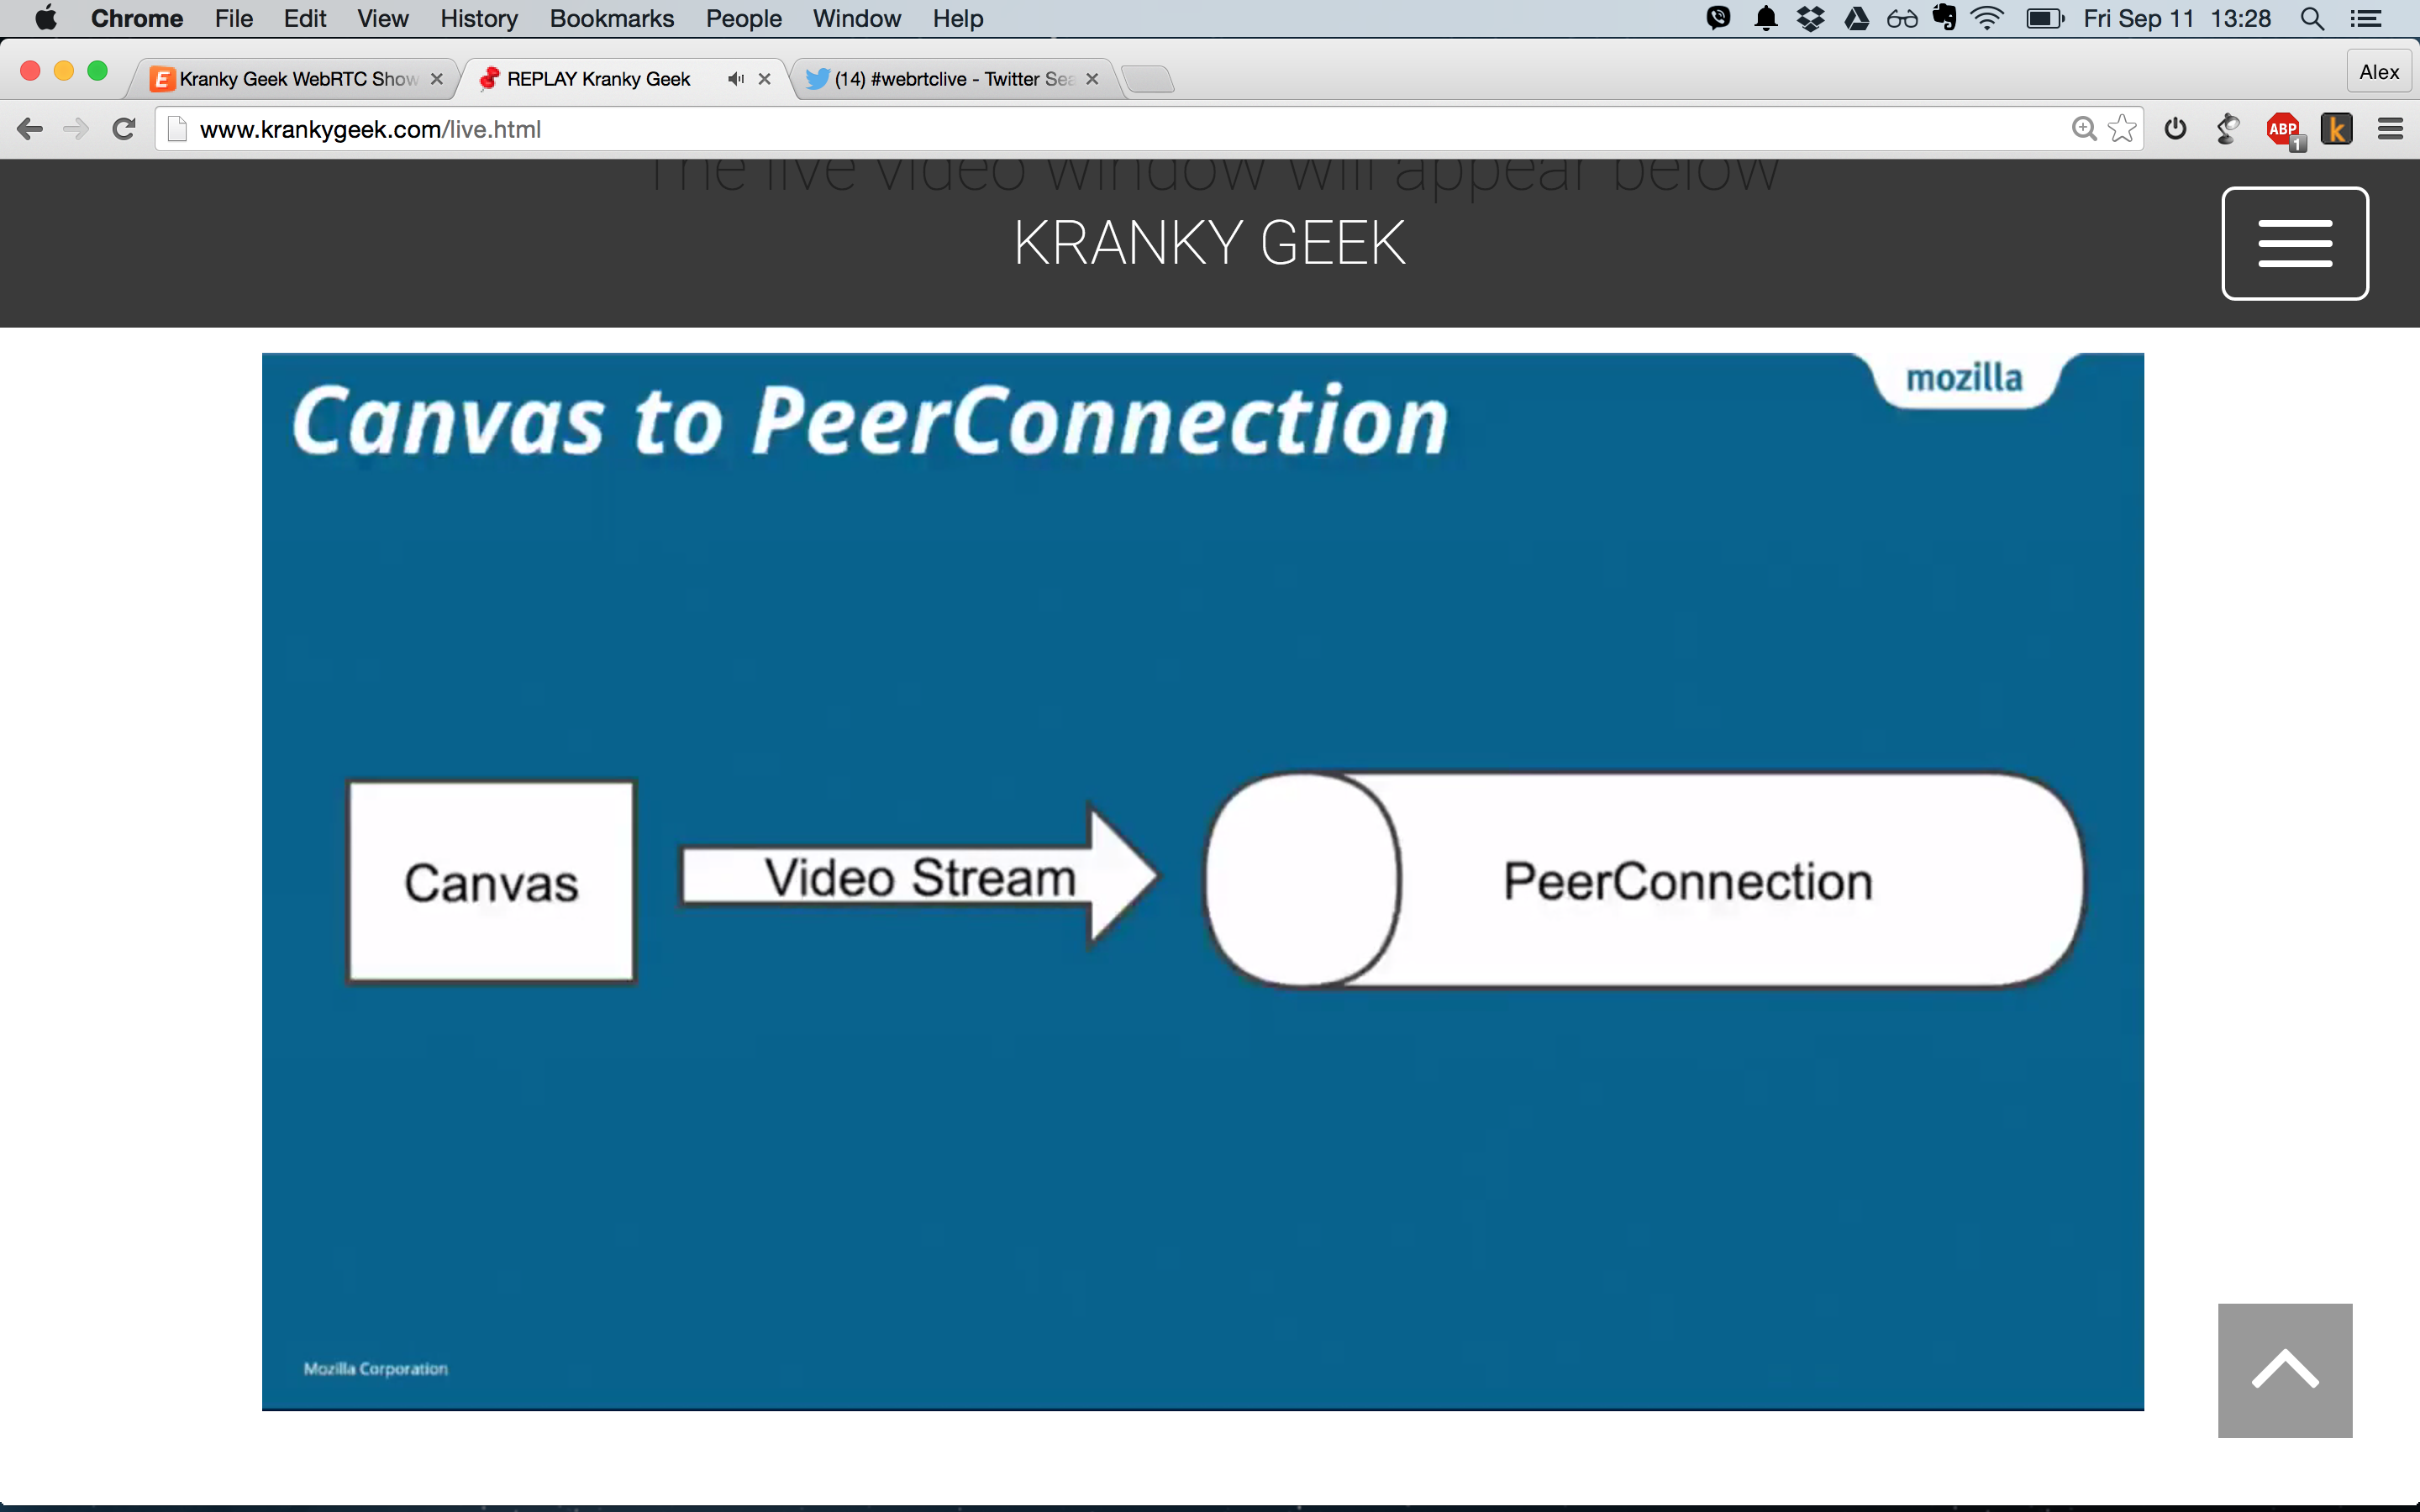 Chrome File Edit View History Bookmarks People Window Help Fri Sep 11 13:28
Kranky Geek WebRTC Show REPLAY Kranky Geek (14) #webrtclive - Twitter Sea Alex
www.krankygeek.com/live.html ABP 1 k
The live video window will appear below
KRANKY GEEK
mozilla
Canvas to PeerConnection
Canvas Video Stream PeerConnection
Mozilla Corporation